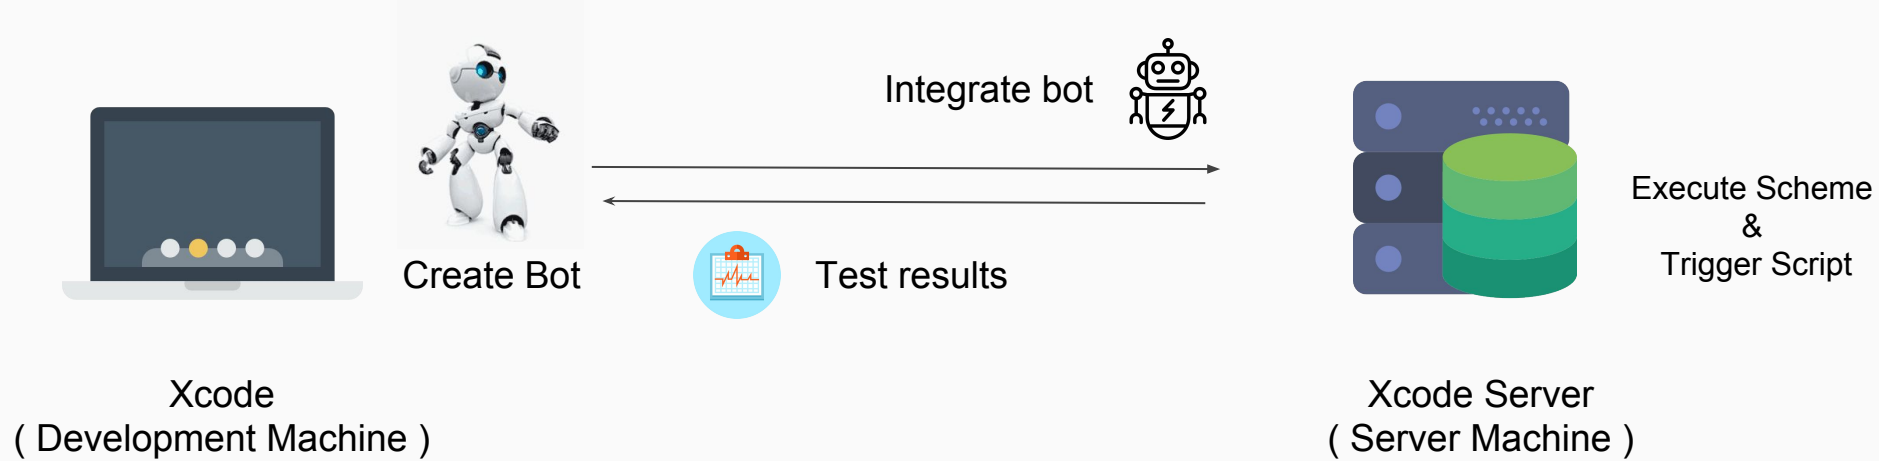 Integrate bot
Create Bot
Test results
Execute Scheme
&
Trigger Script
Xcode
( Development Machine )
Xcode Server
( Server Machine )